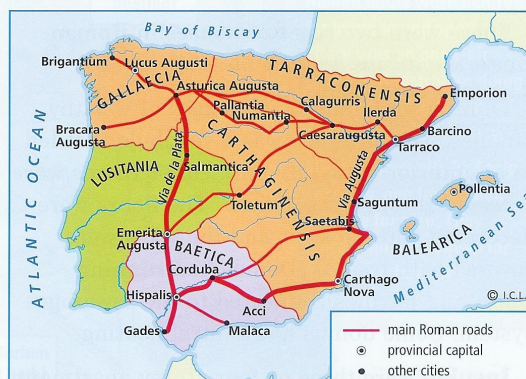 Bay of Biscay
Brigantium
Lucus Augusti
GALLAECIA
Asturica Augusta
TARRACONENSIS
Pallantia
Numantia
Calagurris
Ilerda
Emporion
Bracara
Augusta
Caesaraugusta
Barcino
Tarraco
ATLANTIC OCEAN
LUSITANIA
Via de la Plata
Salmantica
CARTHAGINENSIS
Via Augusta
Toletum
Saguntum
Pollentia
Saetabis
BALEARICA
Mediterranean Se
Emerita
Augusta
BAETICA
Corduba
Carthago
Nova
Hispalis
Acci
Gades
Malaca
© I.C.L.
main Roman roads
provincial capital
other cities